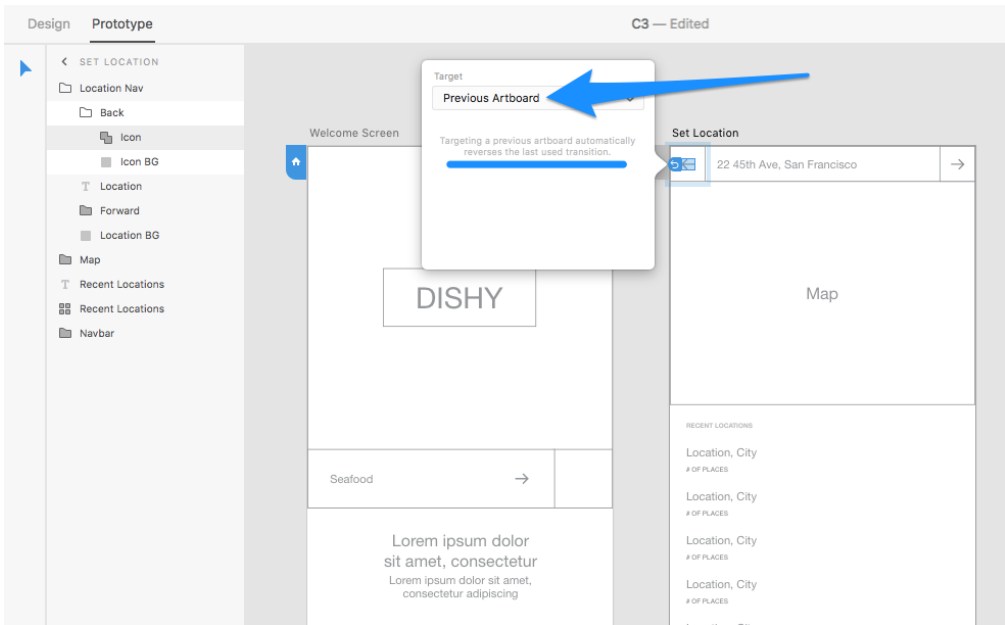 Design Prototype C3 — Edited
SET LOCATION
Location Nav
Back
Icon
Icon BG
T Location
Forward
Location BG
Map
T Recent Locations
Recent Locations
Navbar
Target
Previous Artboard
Targeting a previous artboard automatically
reverses the last used transition.
Welcome Screen
DISHY
Seafood
Lorem ipsum dolor
sit amet, consectetur
Lorem ipsum dolor sit amet,
consectetur adipiscing
Set Location
22 45th Ave, San Francisco
Map
RECENT LOCATIONS
Location, City
# OF PLACES
Location, City
# OF PLACES
Location, City
# OF PLACES
Location, City
# OF PLACES